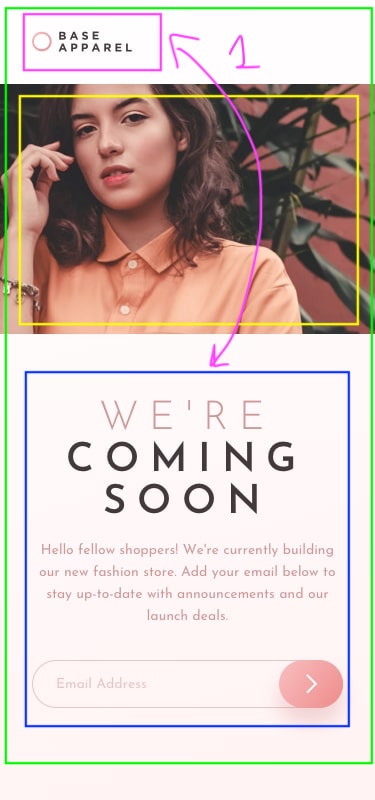 BASE
APPAREL
1
WE'RE
COMING
SOON
Hello fellow shoppers! We're currently building
our new fashion store. Add your email below to
stay up-to-date with announcements and our
launch deals.
Email Address